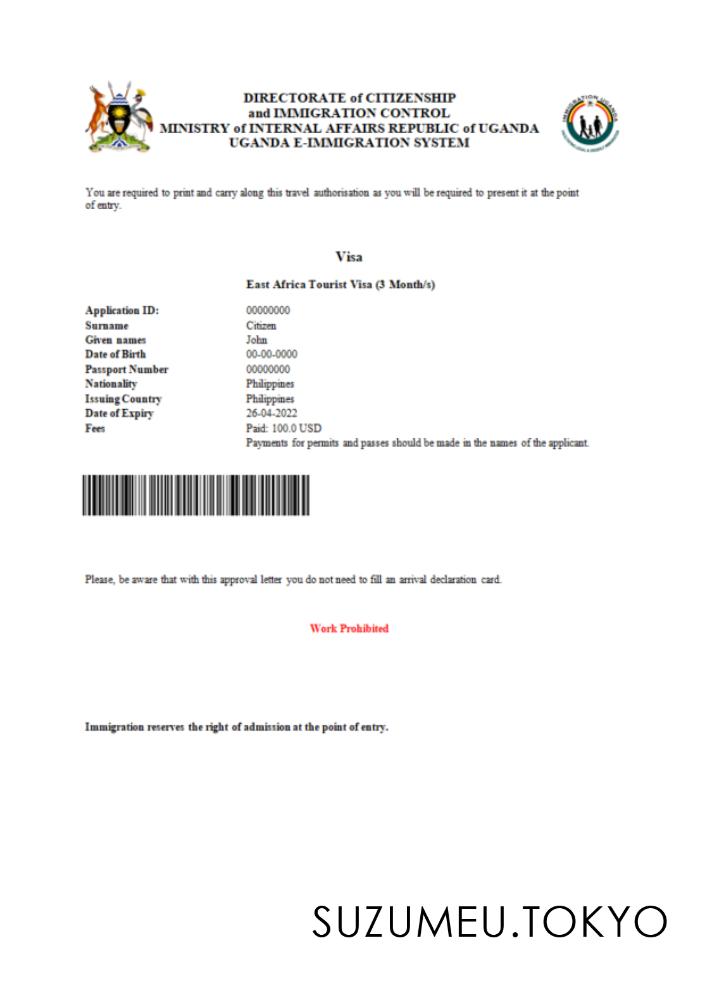 DIRECTORATE of CITIZENSHIP
and IMMIGRATION CONTROL
MINISTRY of INTERNAL AFFAIRS REPUBLIC of UGANDA
UGANDA E-IMMIGRATION SYSTEM
IMMIGRATION UGANDA
You are required to print and carry along this travel authorisation as you will be required to present it at the point
of entry.
Visa
East Africa Tourist Visa (3 Month/s)
Application ID: 00000000
Surname Citizen
Given names John
Date of Birth 00-00-0000
Passport Number 00000000
Nationality Philippines
Issuing Country Philippines
Date of Expiry 26-04-2022
Fees Paid: 100.0 USD
Payments for permits and passes should be made in the names of the applicant.
Please, be aware that with this approval letter you do not need to fill an arrival declaration card.
Work Prohibited
Immigration reserves the right of admission at the point of entry.
SUZUMEU.TOKYO